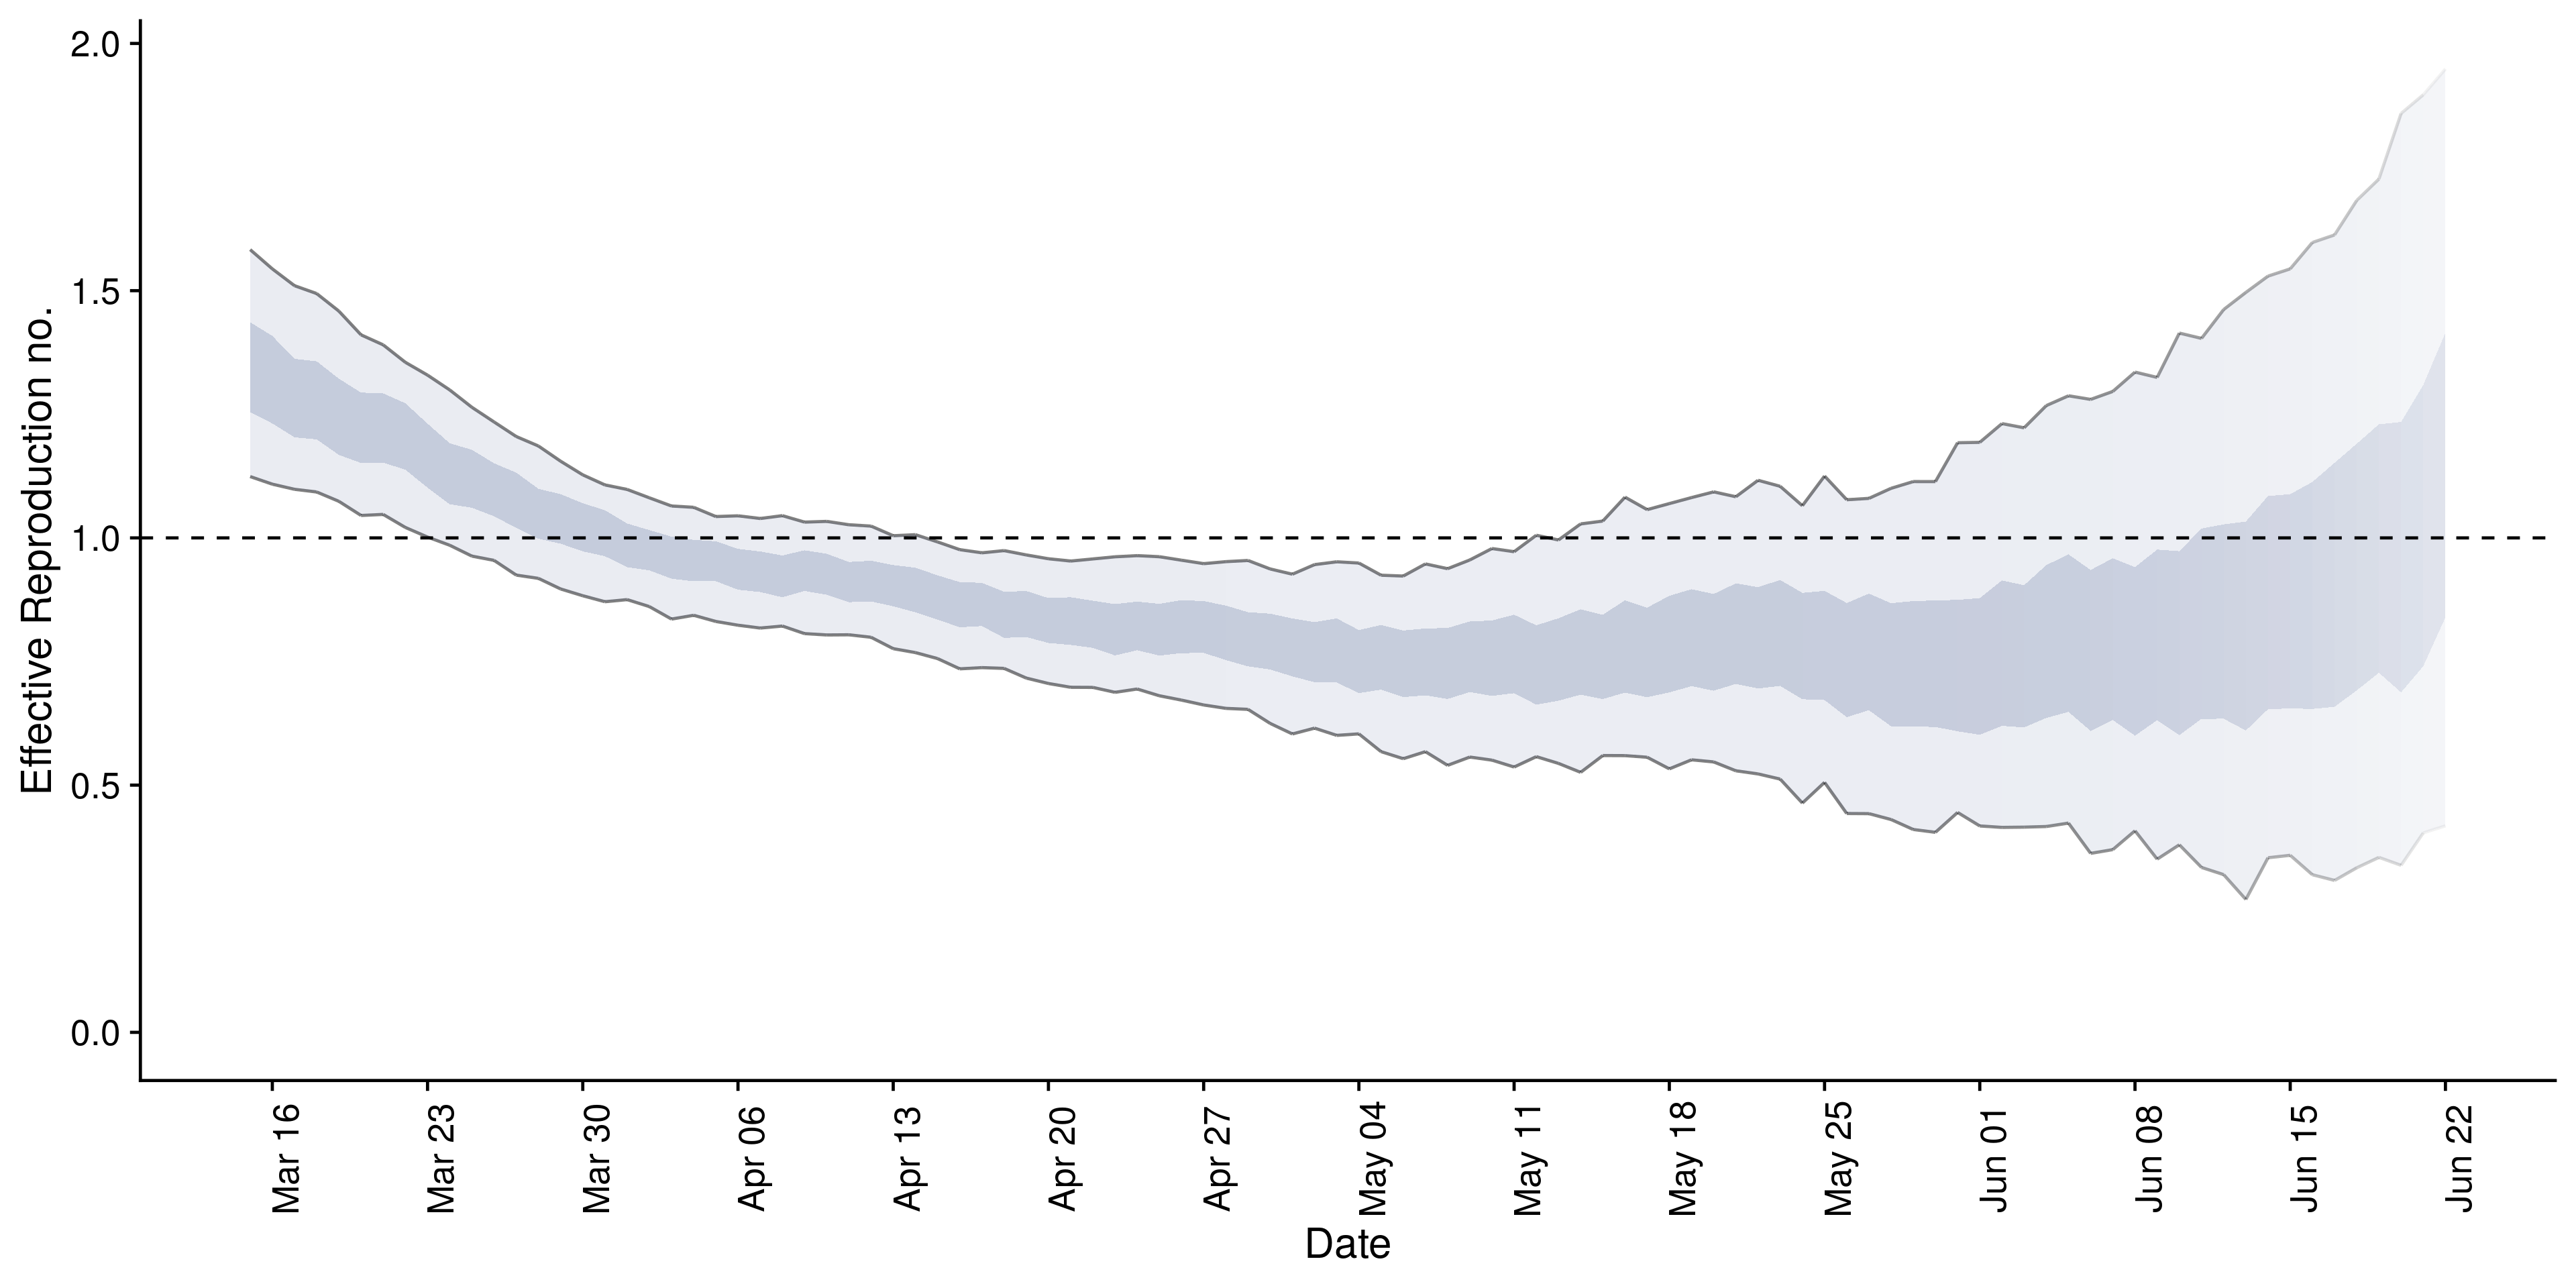 Effective Reproduction no.
2.0
1.5
1.0
0.5
0.0
Mar 16
Mar 23
Mar 30
Apr 06
Apr 13
Apr 20
Apr 27
May 04
May 11
May 18
May 25
Jun 01
Jun 08
Jun 15
Jun 22
Date